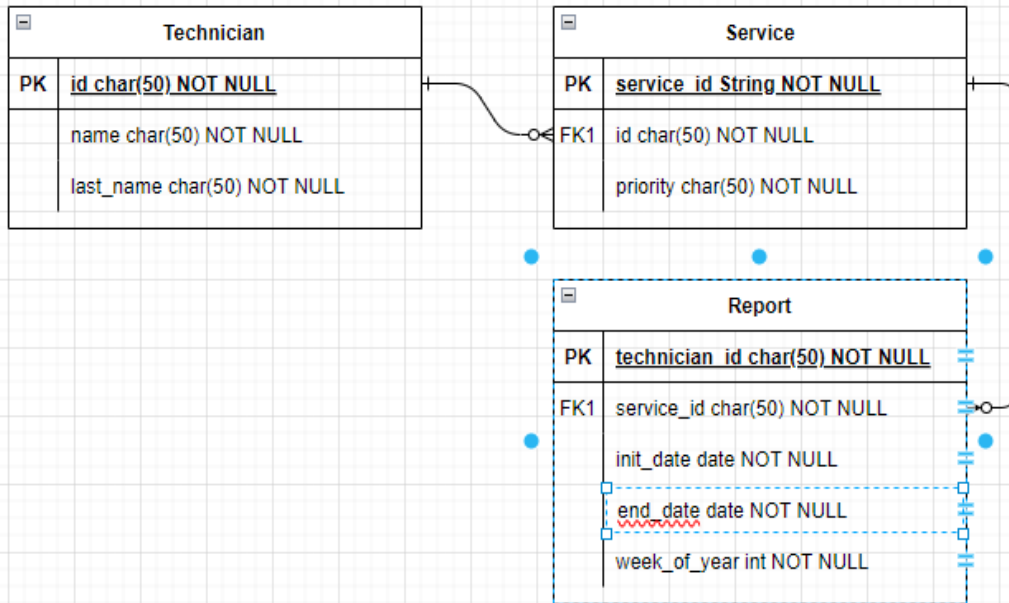 Technician
PK id char(50) NOT NULL
name char(50) NOT NULL
last_name char(50) NOT NULL
Service
PK service_id String NOT NULL
FK1 id char(50) NOT NULL
priority char(50) NOT NULL
Report
PK technician_id char(50) NOT NULL
FK1 service_id char(50) NOT NULL
init_date date NOT NULL
end_date date NOT NULL
week_of_year int NOT NULL